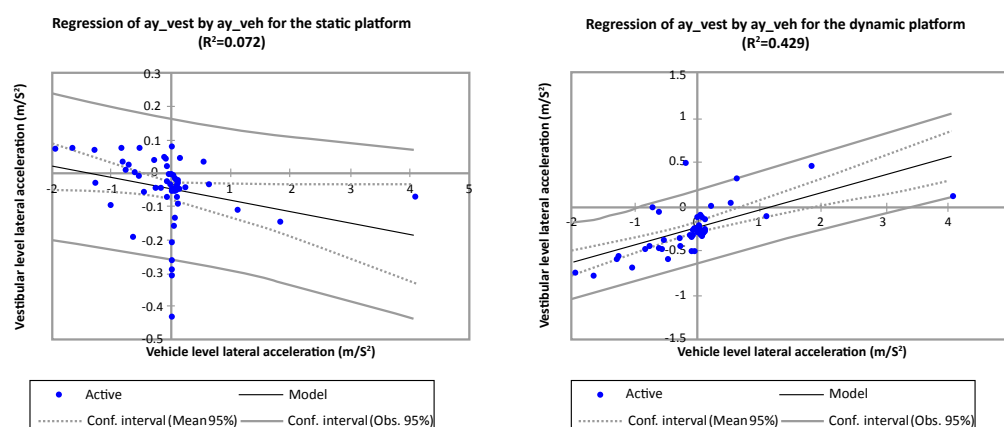 Regression of ay_vest by ay_veh for the static platform
(R²=0.072)
Vestibular level lateral acceleration (m/S²)
0.3
0.2
0.1
0
-0.1
-0.2
-0.3
-0.4
-0.5
-2
-1
0
1
2
3
4
5
Vehicle level lateral acceleration (m/S²)
Active
Model
Conf. interval (Mean 95%)
Conf. interval (Obs. 95%)
Regression of ay_vest by ay_veh for the dynamic platform
(R²=0.429)
Vestibular level lateral acceleration (m/S²)
1.5
1
0.5
0
-0.5
-1
-1.5
-2
-1
0
1
2
3
4
Vehicle level lateral acceleration (m/S²)
Active
Model
Conf. interval (Mean 95%)
Conf. interval (Obs. 95%)